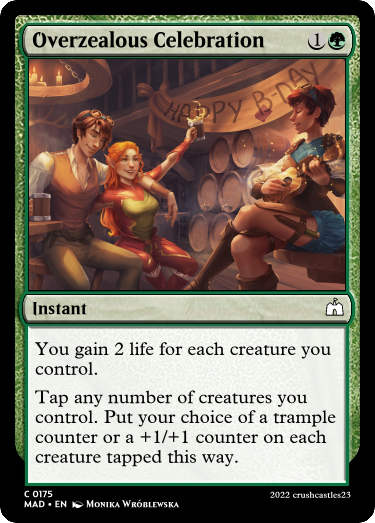 Overzealous Celebration 1
HAPPY B-DAY
Instant
You gain 2 life for each creature you
control.
Tap any number of creatures you
control. Put your choice of a trample
counter or a +1/+1 counter on each
creature tapped this way.
C 0175
MAD • EN Monika Wróblewska
2022 crushcastles23